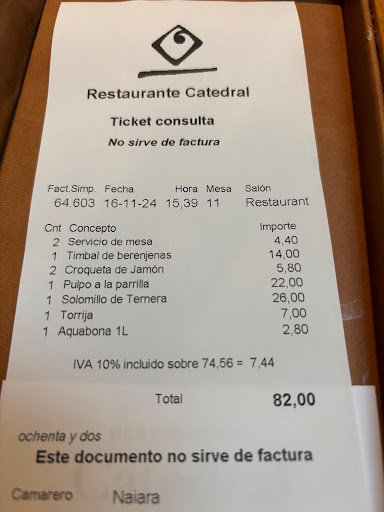 Restaurante Catedral
Ticket consulta
No sirve de factura
Fact.Simp. Fecha Hora Mesa Salón
64.603 16-11-24 15,39 11 Restaurant
Cnt Concepto Importe
2 Servicio de mesa 4,40
1 Timbal de berenjenas 14,00
2 Croqueta de Jamón 5,80
1 Pulpo a la parrilla 22,00
1 Solomillo de Ternera 26,00
1 Torrija 7,00
1 Aquabona 1L 2,80
IVA 10% incluido sobre 74,56 = 7,44
Total 82,00
ochenta y dos
Este documento no sirve de factura
Camarero Naiara